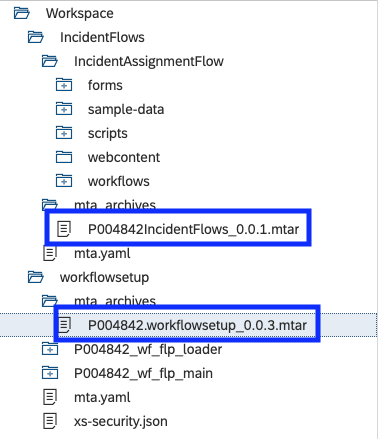 Workspace
IncidentFlows
IncidentAssignmentFlow
forms
sample-data
scripts
webcontent
workflows
mta_archives
P004842IncidentFlows_0.0.1.mtar
mta.yaml
workflowsetup
mta_archives
P004842.workflowsetup_0.0.3.mtar
P004842_wf_flp_loader
P004842_wf_flp_main
mta.yaml
xs-security.json